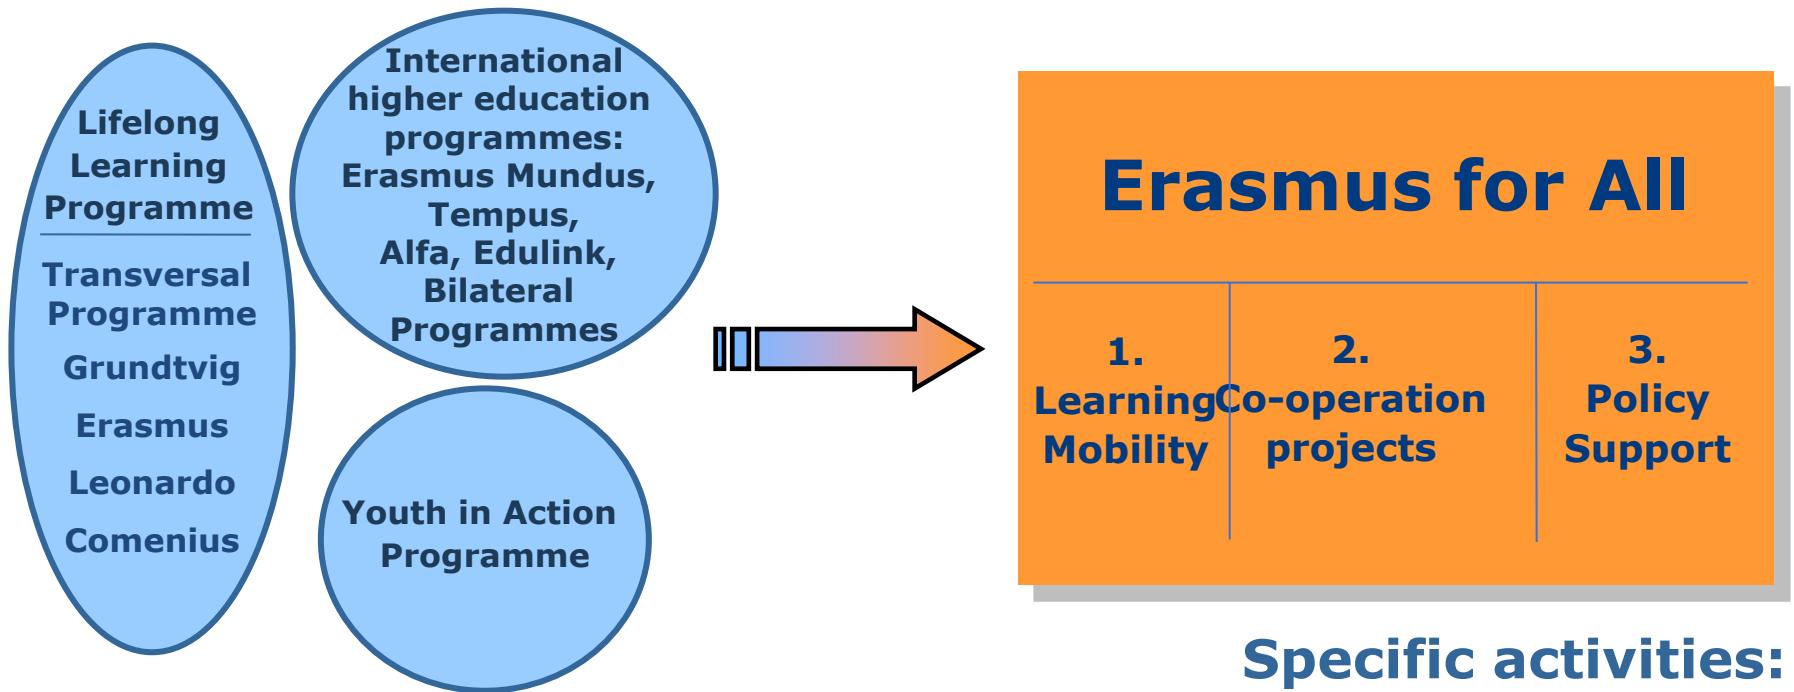 Lifelong
Learning
Programme
Transversal
Programme
Grundtvig
Erasmus
Leonardo
Comenius
International
higher education
programmes:
Erasmus Mundus,
Tempus,
Alfa, Edulink,
Bilateral
Programmes
Youth in Action
Programme
Erasmus for All
1.
Learning
Mobility
2.
Co-operation
projects
3.
Policy
Support
Specific activities: